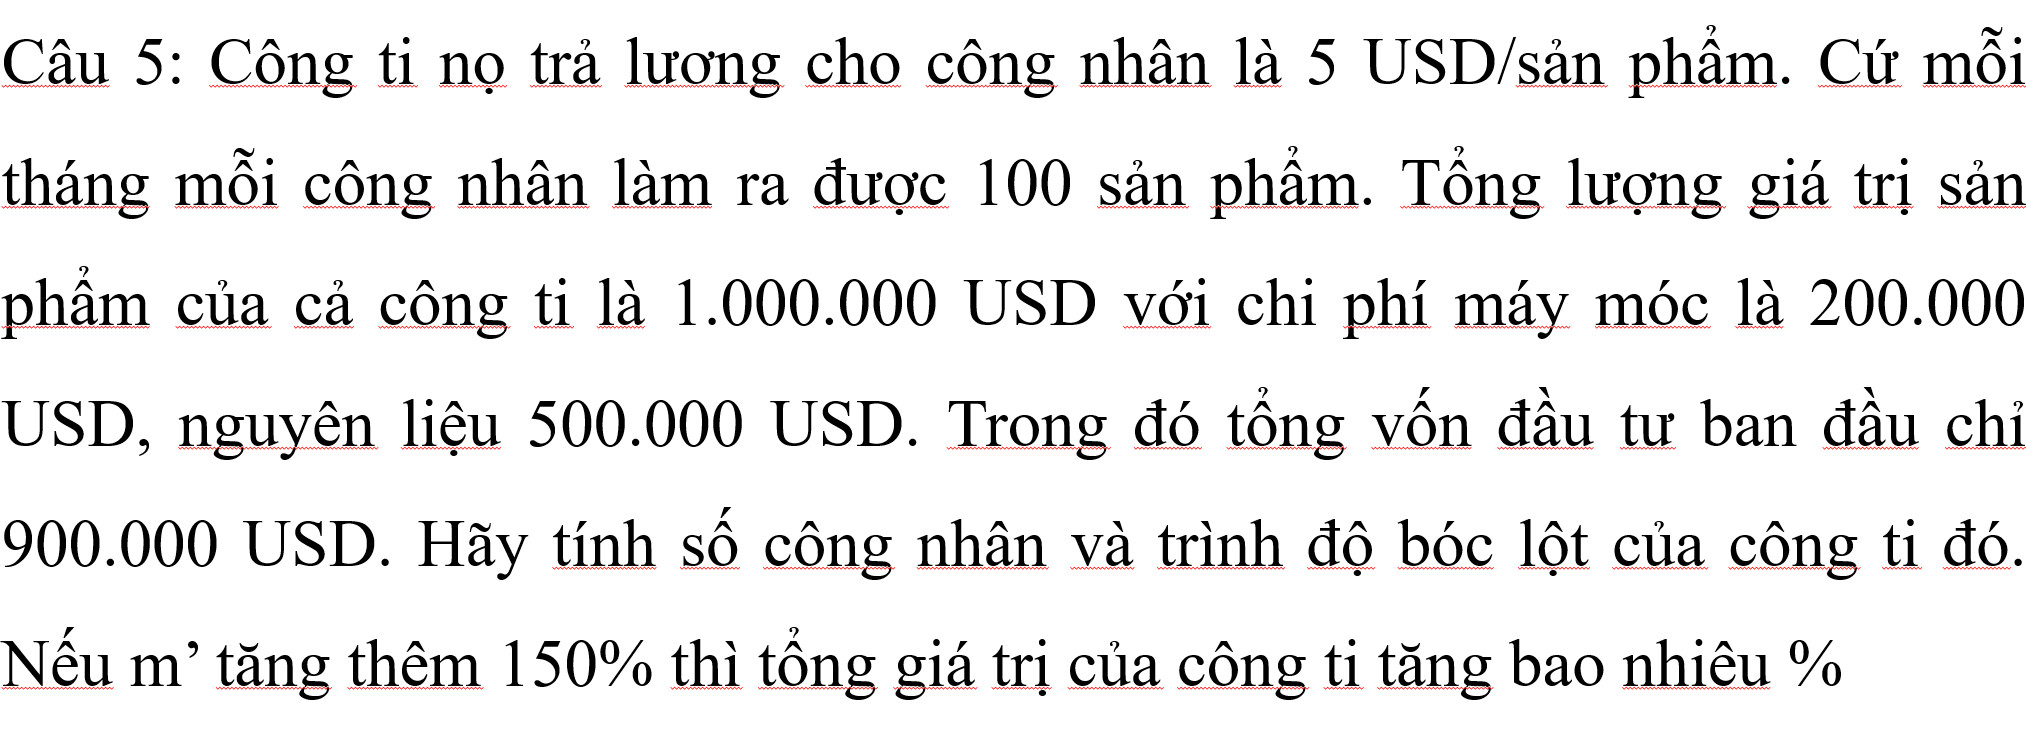 Câu 5: Công ti nọ trả lương cho công nhân là 5 USD/sản phẩm. Cứ mỗi
tháng mỗi công nhân làm ra được 100 sản phẩm. Tổng lượng giá trị sản
phẩm của cả công ti là 1.000.000 USD với chi phí máy móc là 200.000
USD, nguyên liệu 500.000 USD. Trong đó tổng vốn đầu tư ban đầu chỉ
900.000 USD. Hãy tính số công nhân và trình độ bóc lột của công ti đó.
Nếu m’ tăng thêm 150% thì tổng giá trị của công ti tăng bao nhiêu %